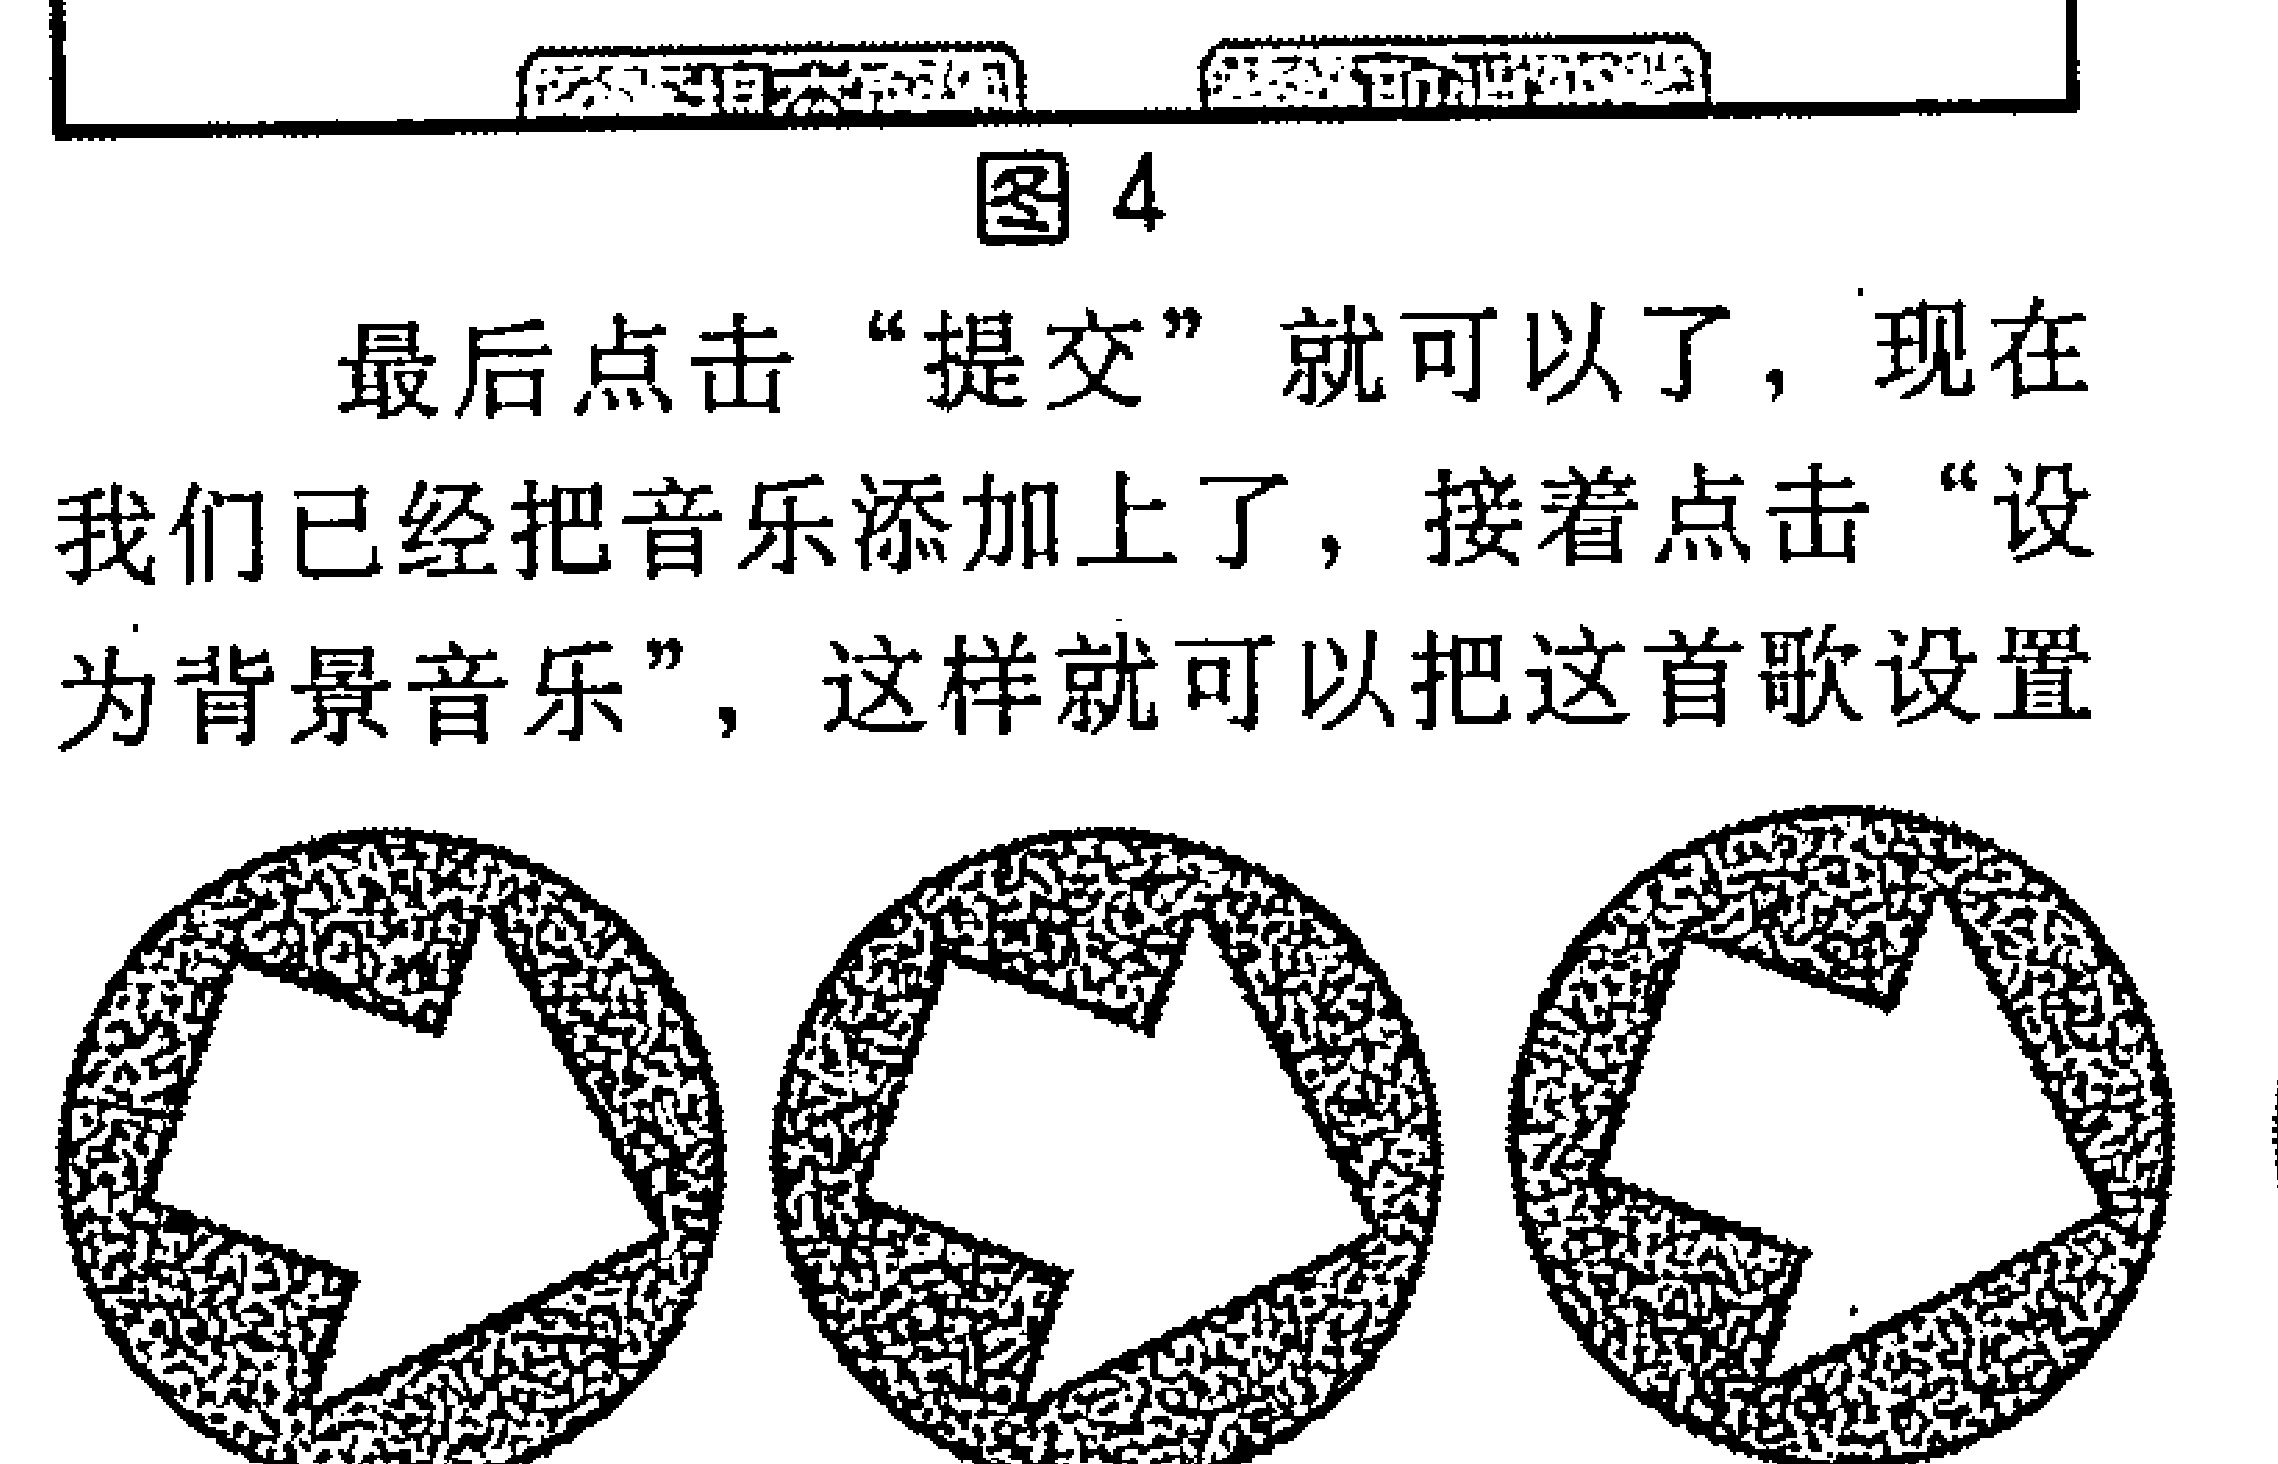 图 4
最后点击“提交”就可以了，现在
我们已经把音乐添加上了，接着点击“设
为背景音乐”，这样就可以把这首歌设置